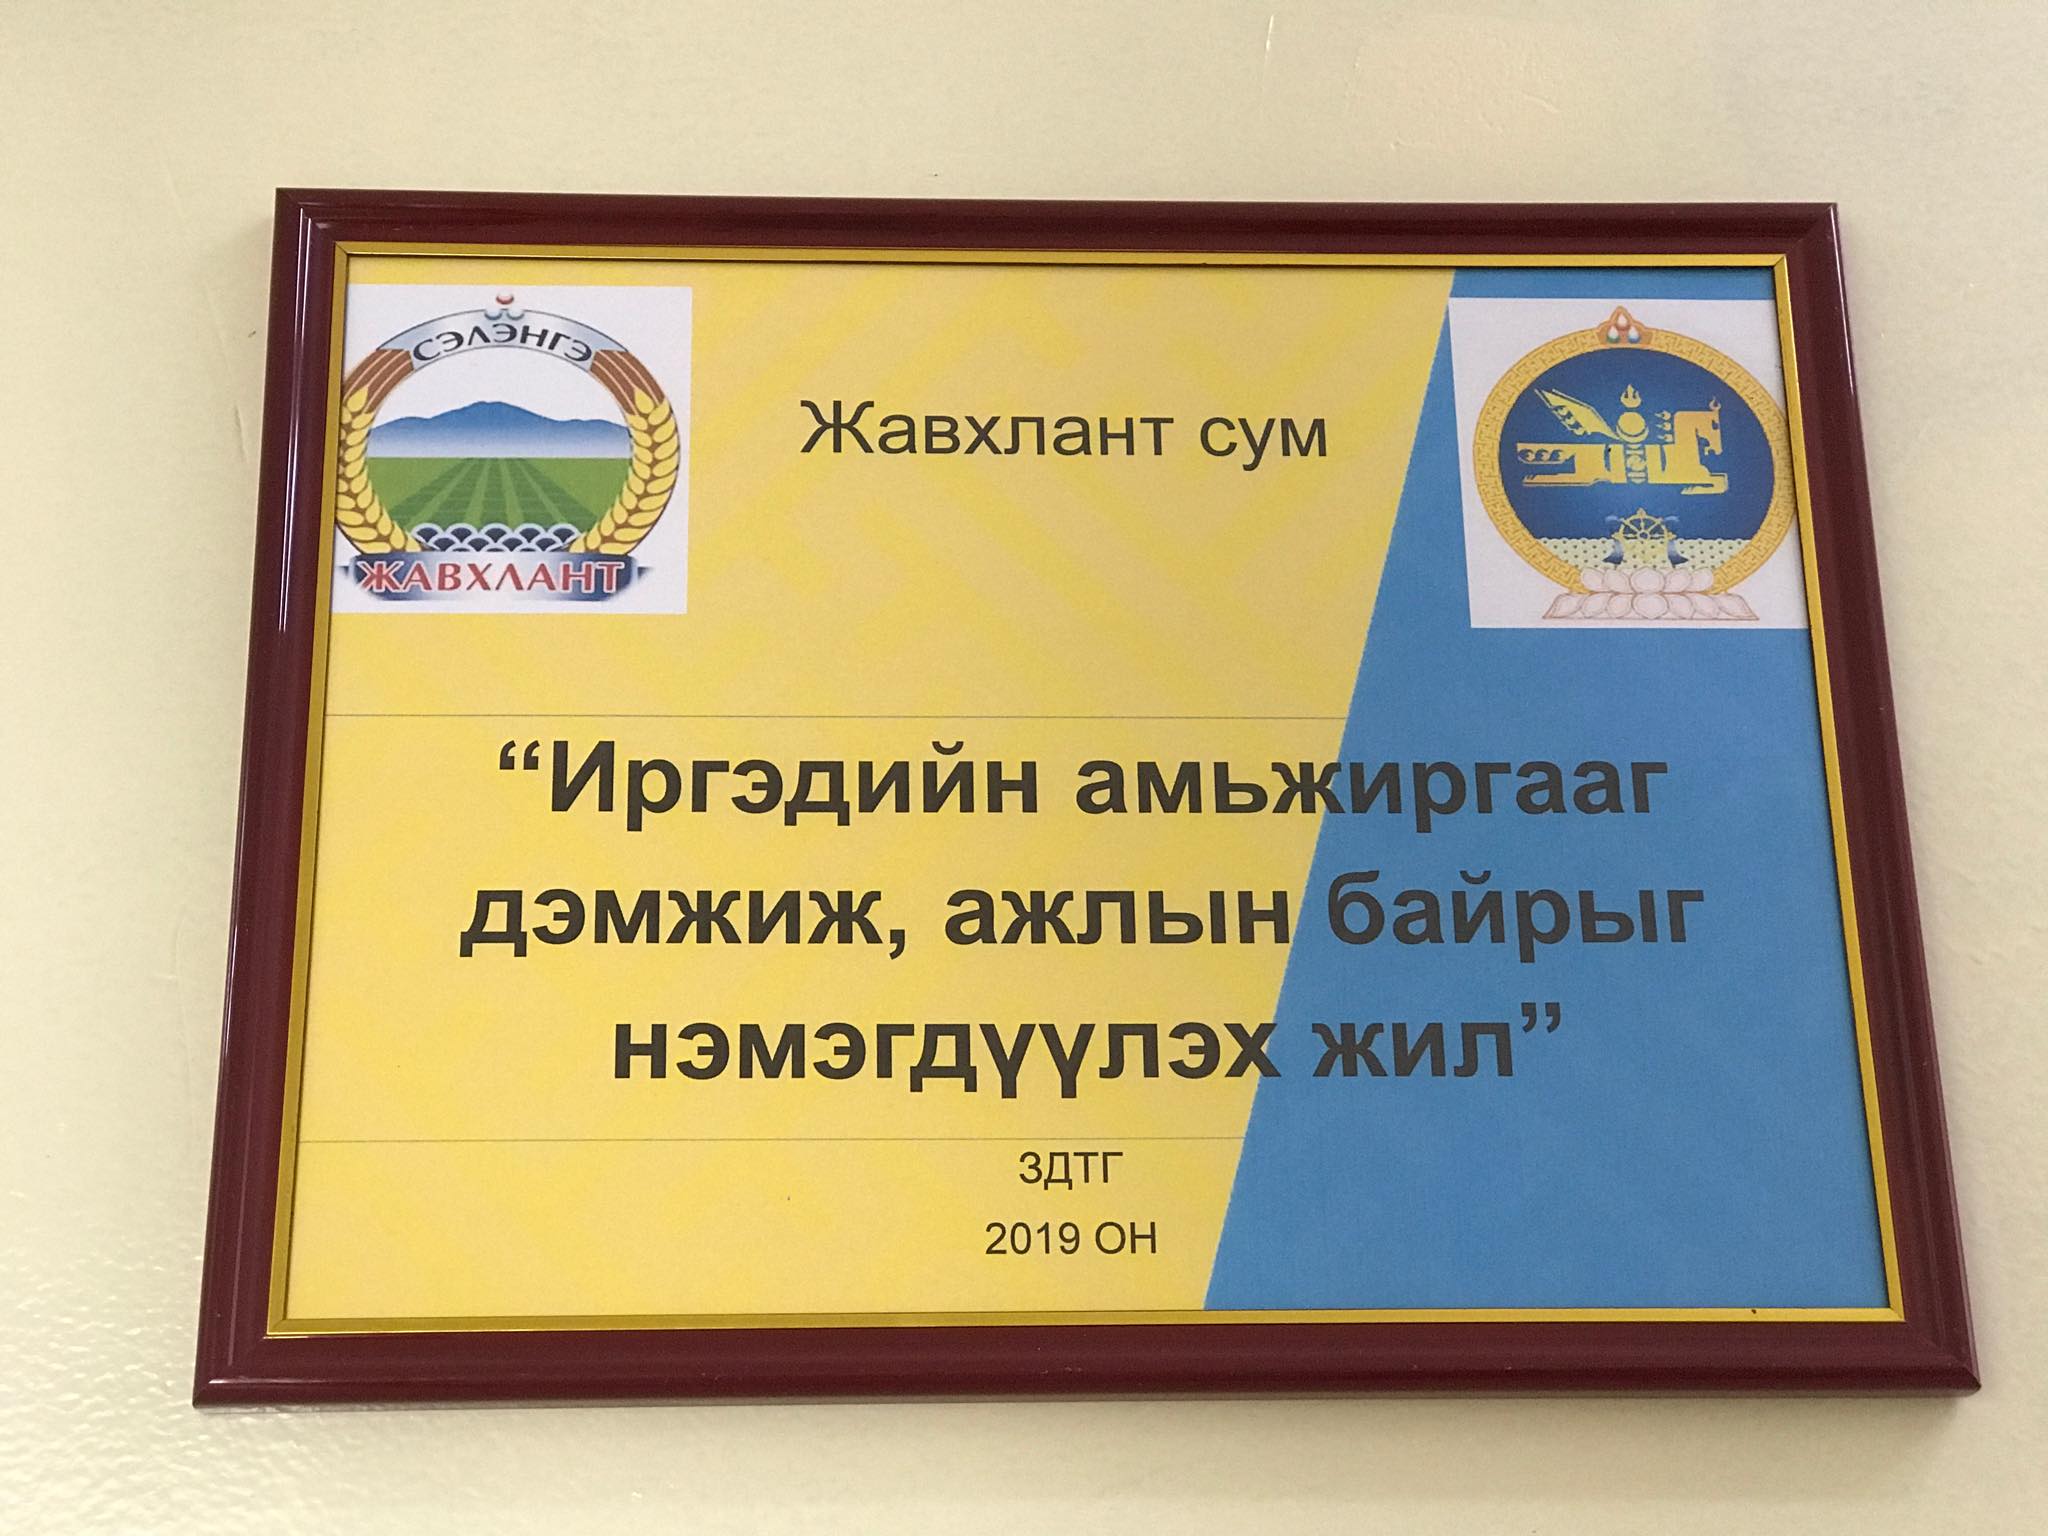 СЭЛЭНГЭ
ЖАВХЛАНТ
Жавхлант сум
“Иргэдийн амьжиргааг
дэмжиж, ажлын байрыг
нэмэгдүүлэх жил”
ЗДТГ
2019 ОН